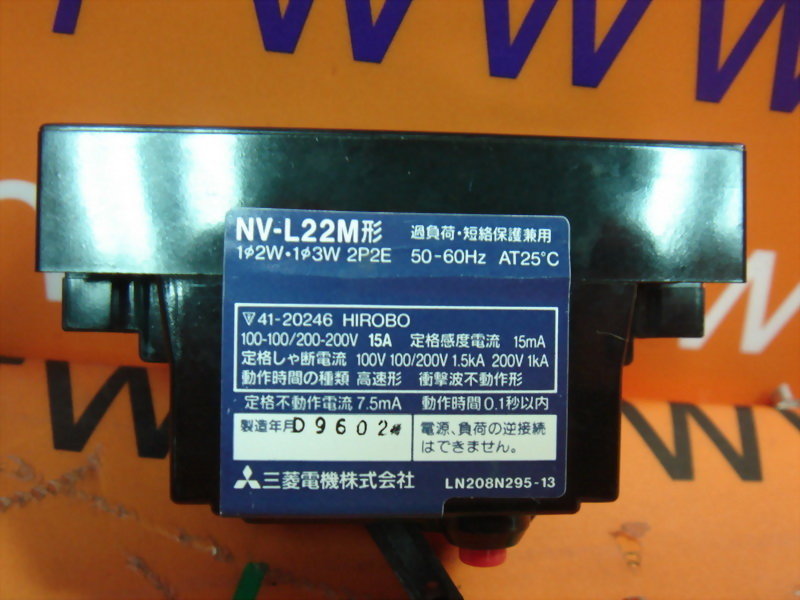 NV-L22M形 過負荷・短絡保護兼用
1φ2W・1φ3W 2P2E 50-60Hz AT25℃
▽41-20246 HIROBO
100-100/200-200V 15A 定格感度電流 15mA
定格しゃ断電流 100V 100/200V 1.5kA 200V 1kA
動作時間の種類 高速形 衝撃波不動作形
定格不動作電流 7.5mA 動作時間0.1秒以内
製造年月 D9602
電源、負荷の逆接続
はできません。
三菱電機株式会社 LN208N295-13